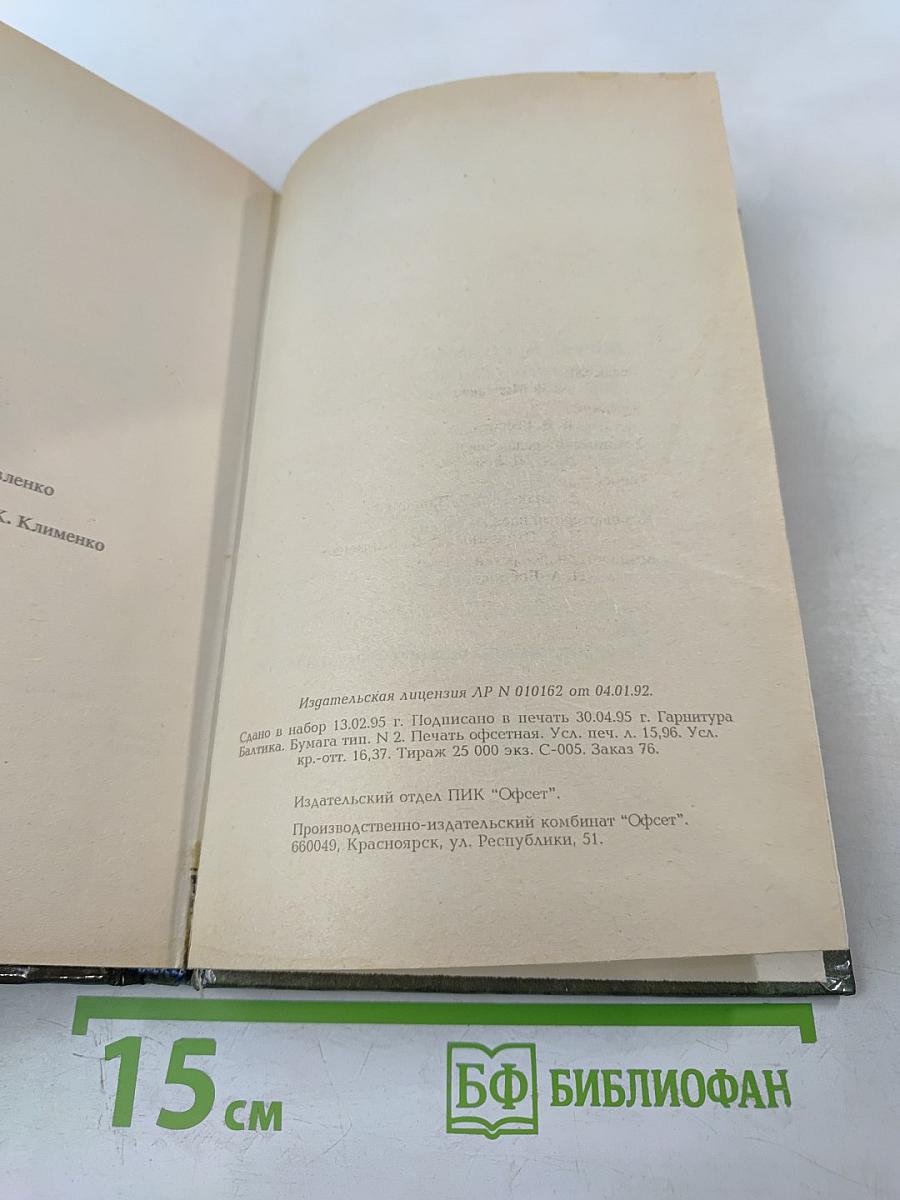 К. Клименко
Издательская лицензия ЛР N 010162 от 04.01.92.
Сдано в набор 13.02.95 г. Подписано в печать 30.04.95 г. Гарнитура
Балтика. Бумага тип. N 2. Печать офсетная. Усл. печ. л. 15,96. Усл.
кр.-отт. 16,37. Тираж 25 000 экз. С-005. Заказ 76.
Издательский отдел ПИК “Офсет”.
Производственно-издательский комбинат “Офсет”.
660049, Красноярск, ул. Республики, 51.
15 см
БФ БИБЛИОФАН